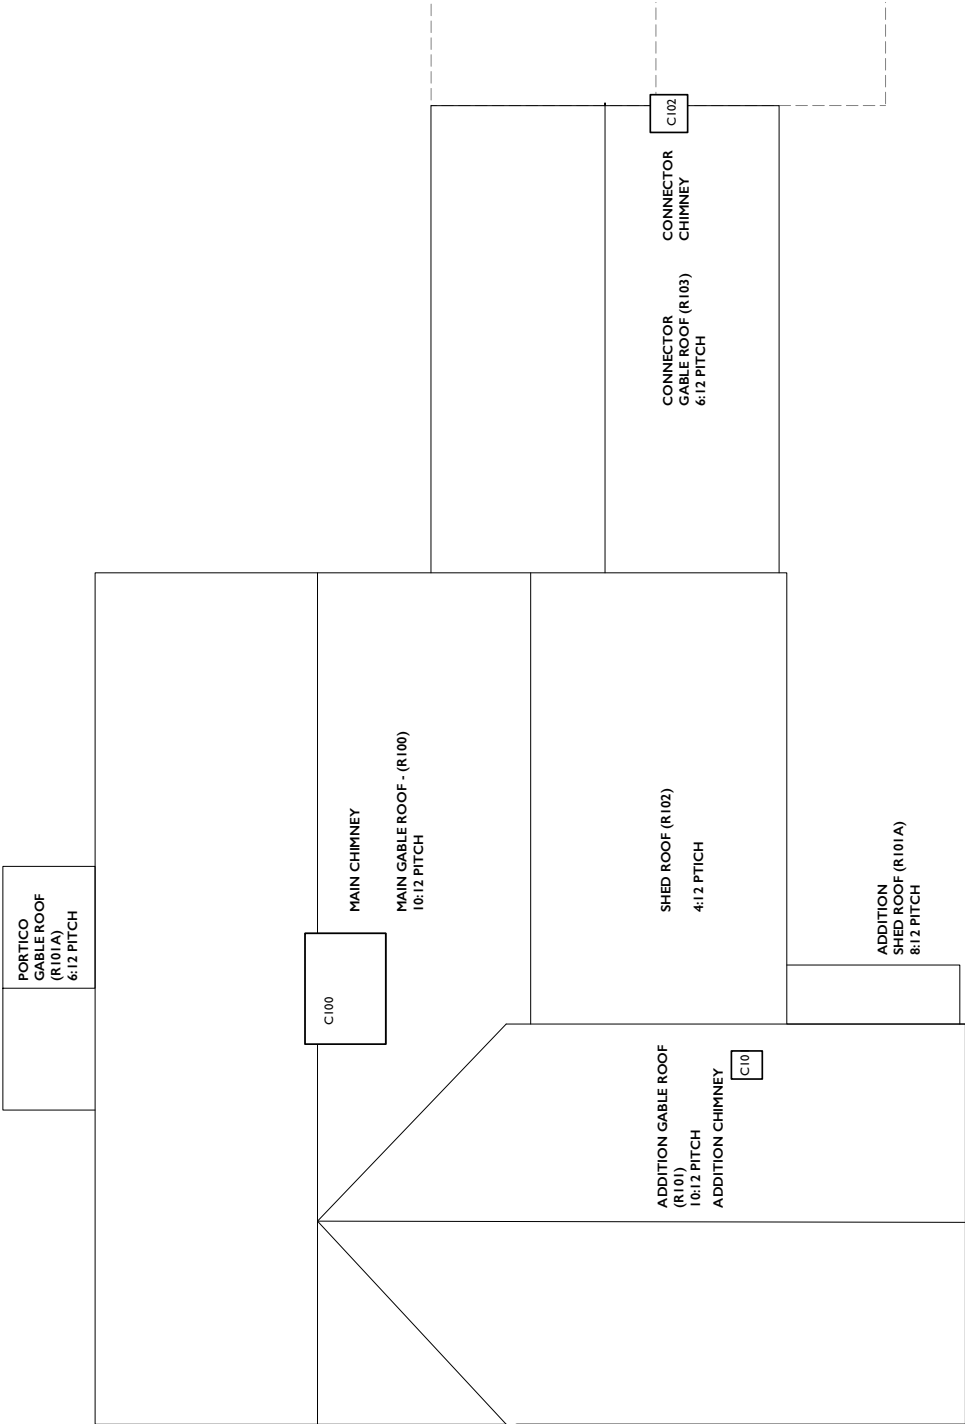 PORTICO
GABLE ROOF
(R101A)
6:12 PITCH
C100
MAIN CHIMNEY
MAIN GABLE ROOF - (R100)
10:12 PITCH
C102
CONNECTOR
CHIMNEY
CONNECTOR
GABLE ROOF (R103)
6:12 PITCH
SHED ROOF (R102)
4:12 PTICH
ADDITION
SHED ROOF (R101A)
8:12 PITCH
ADDITION GABLE ROOF
(R101)
10:12 PITCH
ADDITION CHIMNEY
C10